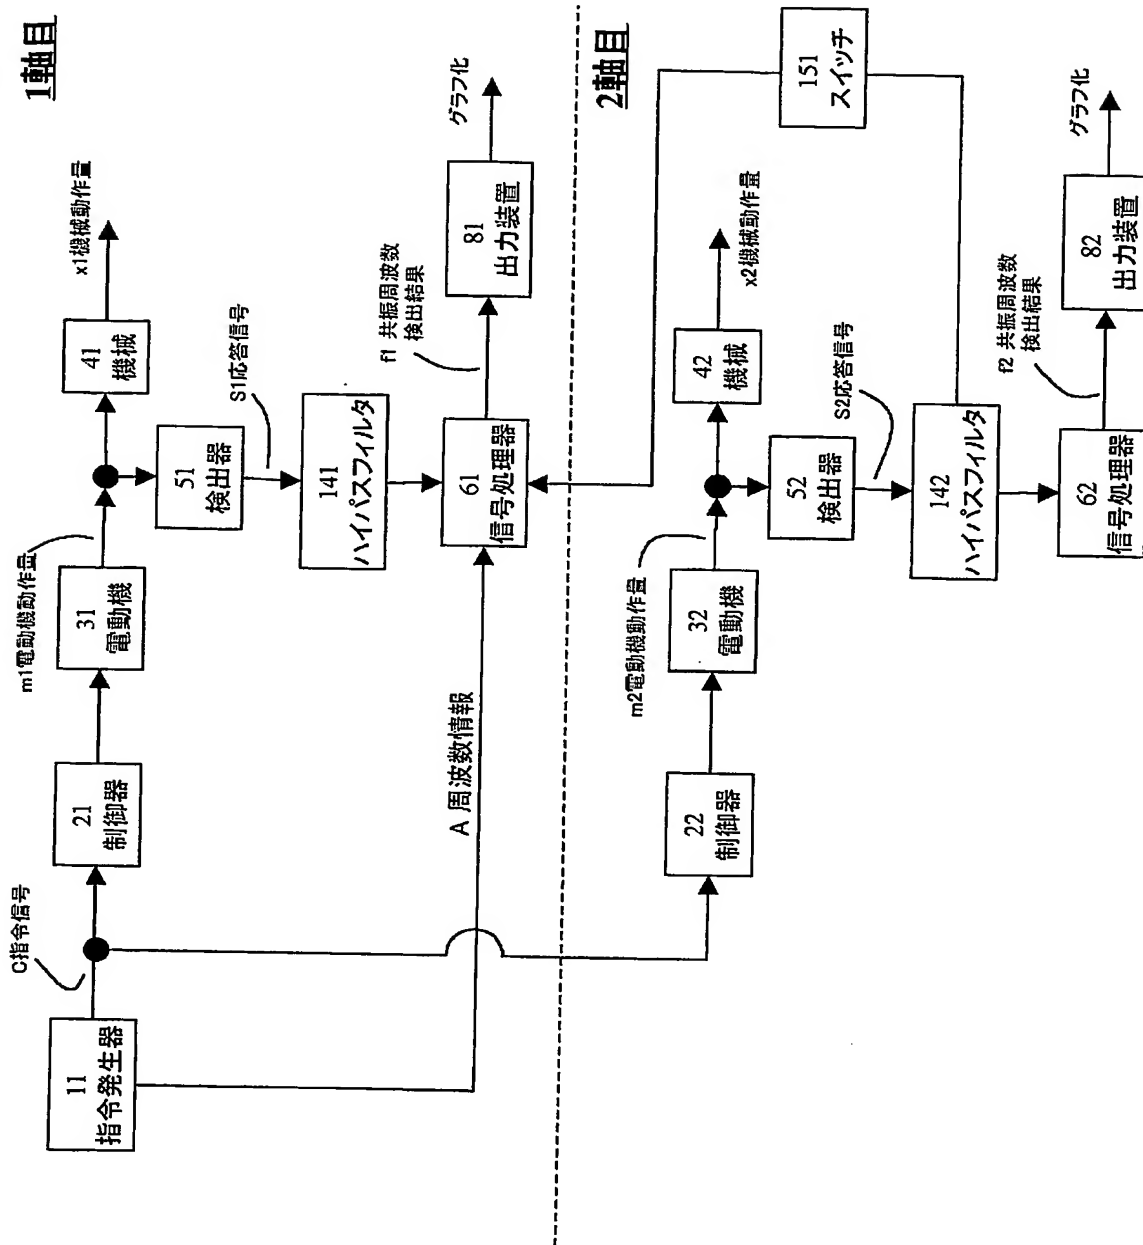 1軸目
C指令信号
11
指令発生器
21
制御器
m1電動機動作量
31
電動機
41
機械
x1機械動作量
51
検出器
S1応答信号
141
ハイパスフィルタ
A 周波数情報
61
信号処理器
f1 共振周波数
検出結果
81
出力装置
グラフ化
2軸目
151
スイッチ
22
制御器
m2電動機動作量
32
電動機
42
機械
x2機械動作量
52
検出器
S2応答信号
142
ハイパスフィルタ
62
信号処理器
f2 共振周波数
検出結果
82
出力装置
グラフ化